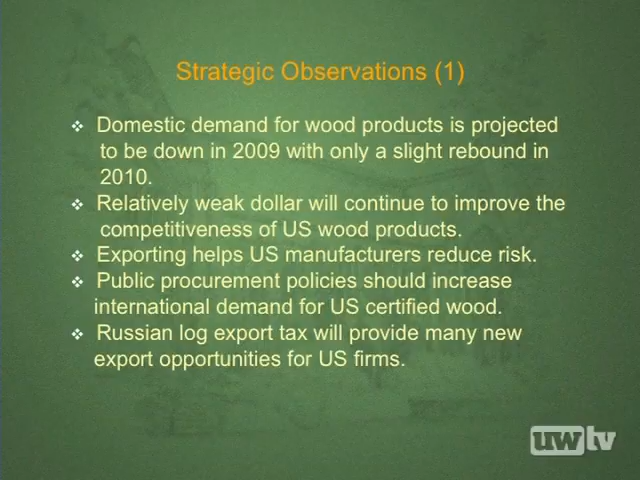 Strategic Observations (1)
❖ Domestic demand for wood products is projected
to be down in 2009 with only a slight rebound in
2010.
❖ Relatively weak dollar will continue to improve the
competitiveness of US wood products.
❖ Exporting helps US manufacturers reduce risk.
❖ Public procurement policies should increase
international demand for US certified wood.
❖ Russian log export tax will provide many new
export opportunities for US firms.
uwtv